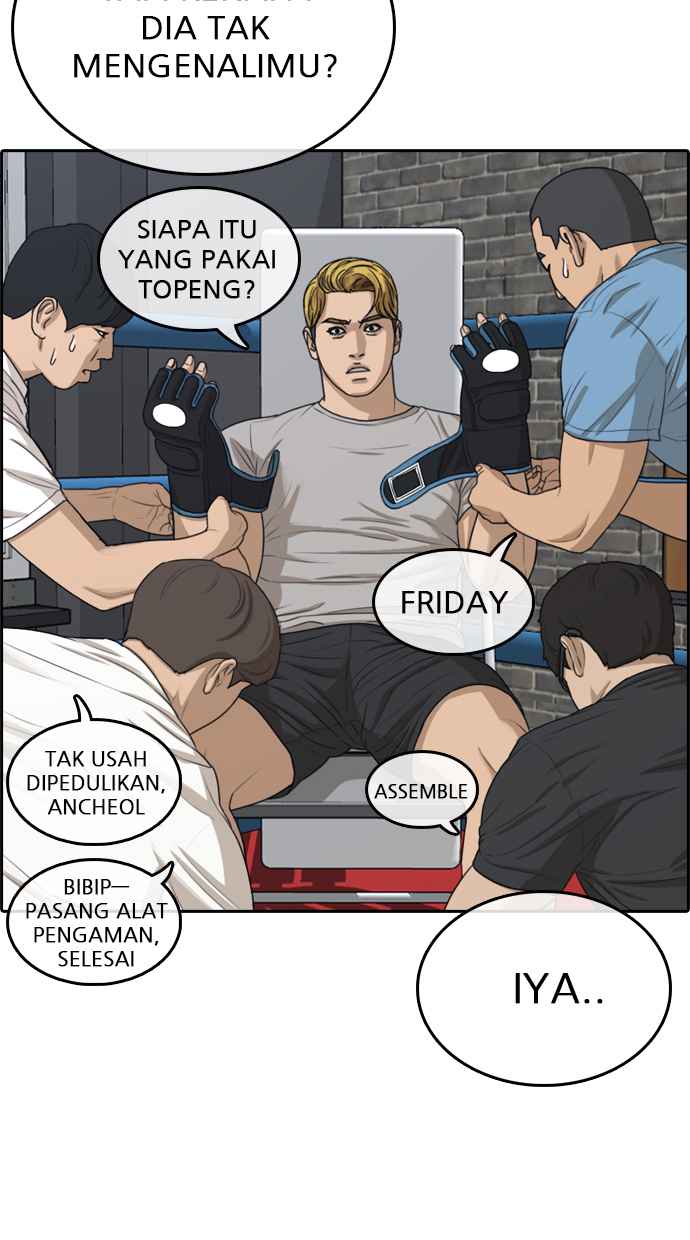 DIA TAK
MENGENALIMU?
SIAPA ITU
YANG PAKAI
TOPENG?
FRIDAY
TAK USAH
DIPEDULIKAN,
ANCHEOL
ASSEMBLE
BIBIP—
PASANG ALAT
PENGAMAN,
SELESAI
IYA..